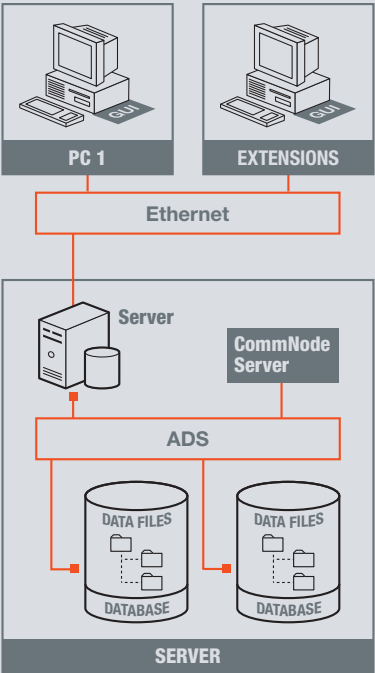 GUI
GUI
PC 1
EXTENSIONS
Ethernet
Server
CommNode
Server
ADS
DATA FILES
DATA FILES
DATABASE
DATABASE
SERVER